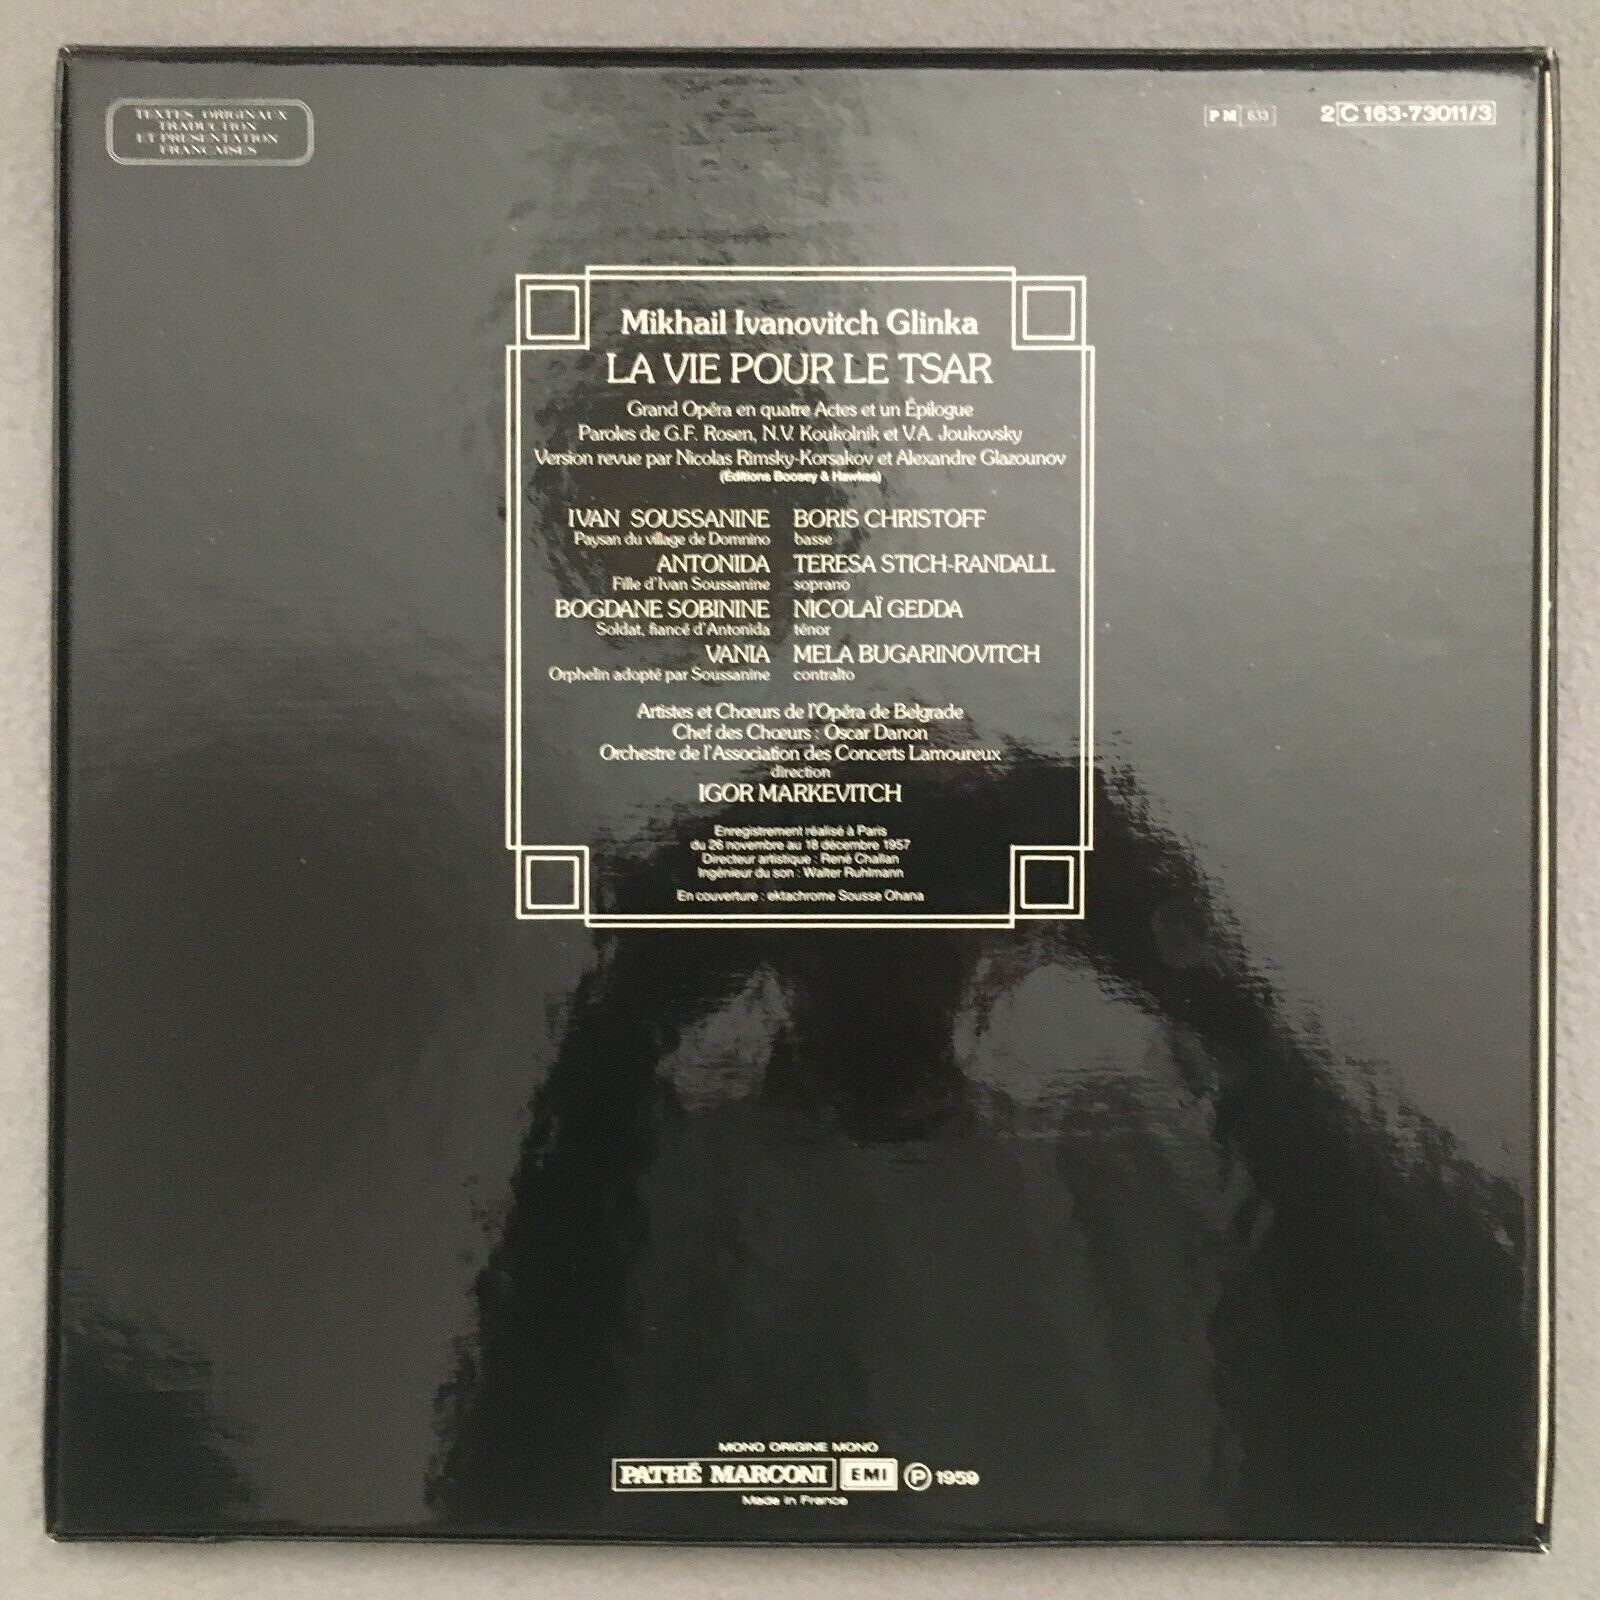 TEXTES ORIGINAUX
TRADUCTION
ET PRESENTATION
FRANCAISES
PM 633 2C 163-73011/3
Mikhail Ivanovitch Glinka
LA VIE POUR LE TSAR
Grand Opéra en quatre Actes et un Épilogue
Paroles de G.F. Rosen, N.V. Koukolnik et V.A. Joukovsky
Version revue par Nicolas Rimsky-Korsakov et Alexandre Glazounov
(Éditions Boosey & Hawkes)
IVAN SOUSSANINE BORIS CHRISTOFF
Paysan du village de Domnino basse
ANTONIDA TERESA STICH-RANDALL
Fille d'Ivan Soussanine soprano
BOGDANE SOBININE NICOLAÏ GEDDA
Soldat, fiancé d'Antonida ténor
VANIA MELA BUGARINOVITCH
Orphelin adopté par Soussanine contralto
Artistes et Chœurs de l'Opéra de Belgrade
Chef des Chœurs : Oscar Danon
Orchestre de l'Association des Concerts Lamoureux
direction
IGOR MARKEVITCH
Enregistrement réalisé à Paris
du 26 novembre au 18 décembre 1957
Directeur artistique : René Challan
Ingénieur du son : Walter Ruhlmann
En couverture : ektachrome Sousse Ohana
MONO ORIGINE MONO
PATHÉ MARCONI EMI ℗ 1959
Made in France